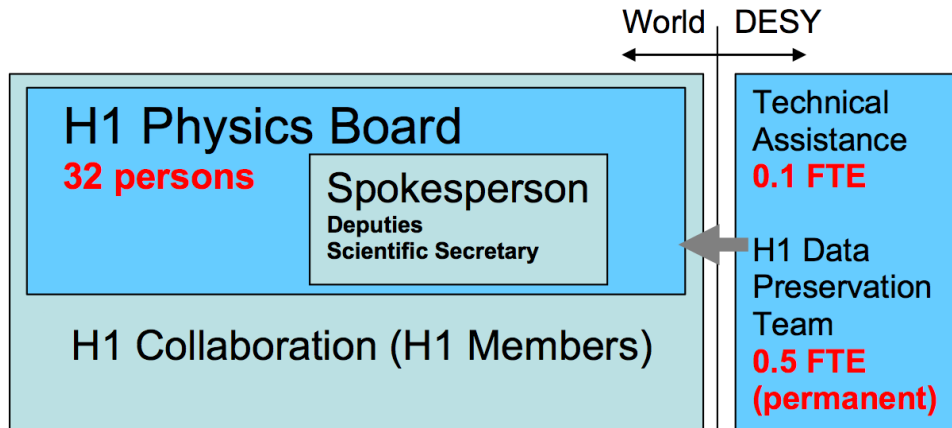 World DESY
H1 Physics Board
32 persons
Spokesperson
Deputies
Scientific Secretary
H1 Collaboration (H1 Members)
Technical
Assistance
0.1 FTE
H1 Data
Preservation
Team
0.5 FTE
(permanent)